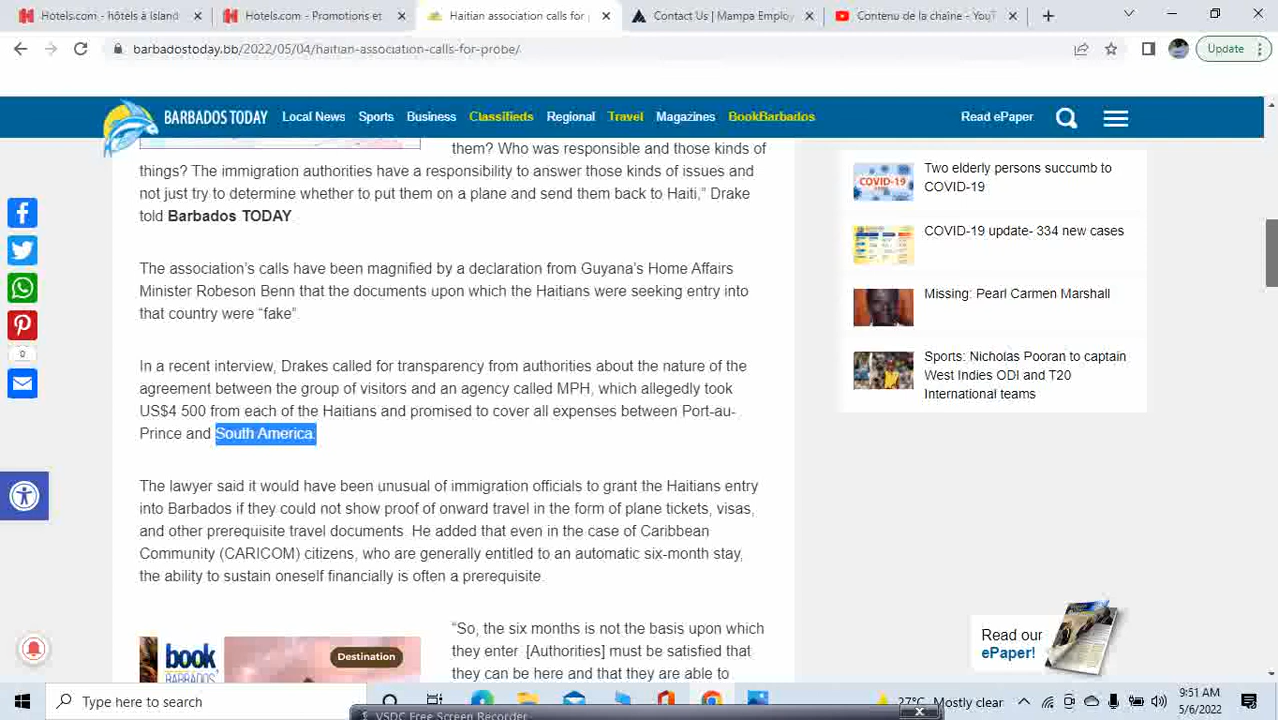 Hotels.com - hôtels à Island
Hotels.com - Promotions et
Haitian association calls for
Contact Us | Mampa Employ
Contenu de la chaîne - YouT
barbadostoday.bb/2022/05/04/haitian-association-calls-for-probe/
Update
BARBADOS TODAY
Local News
Sports
Business
Classifieds
Regional
Travel
Magazines
BookBarbados
Read ePaper
them? Who was responsible and those kinds of
things? The immigration authorities have a responsibility to answer those kinds of issues and
not just try to determine whether to put them on a plane and send them back to Haiti,” Drake
told Barbados TODAY.
The association’s calls have been magnified by a declaration from Guyana’s Home Affairs
Minister Robeson Benn that the documents upon which the Haitians were seeking entry into
that country were “fake”.
In a recent interview, Drakes called for transparency from authorities about the nature of the
agreement between the group of visitors and an agency called MPH, which allegedly took
US$4 500 from each of the Haitians and promised to cover all expenses between Port-au-
Prince and South America.
The lawyer said it would have been unusual of immigration officials to grant the Haitians entry
into Barbados if they could not show proof of onward travel in the form of plane tickets, visas,
and other prerequisite travel documents. He added that even in the case of Caribbean
Community (CARICOM) citizens, who are generally entitled to an automatic six-month stay,
the ability to sustain oneself financially is often a prerequisite.
“So, the six months is not the basis upon which
they enter. [Authorities] must be satisfied that
they can be here and that they are able to
0
book
BARBADOS
Destination
COVID-19
Two elderly persons succumb to
COVID-19
COVID-19 update- 334 new cases
Missing: Pearl Carmen Marshall
Sports: Nicholas Pooran to captain
West Indies ODI and T20
International teams
Read our
ePaper!
Type here to search
27°C Mostly clear
9:51 AM
5/6/2022
VSDC Free Screen Recorder